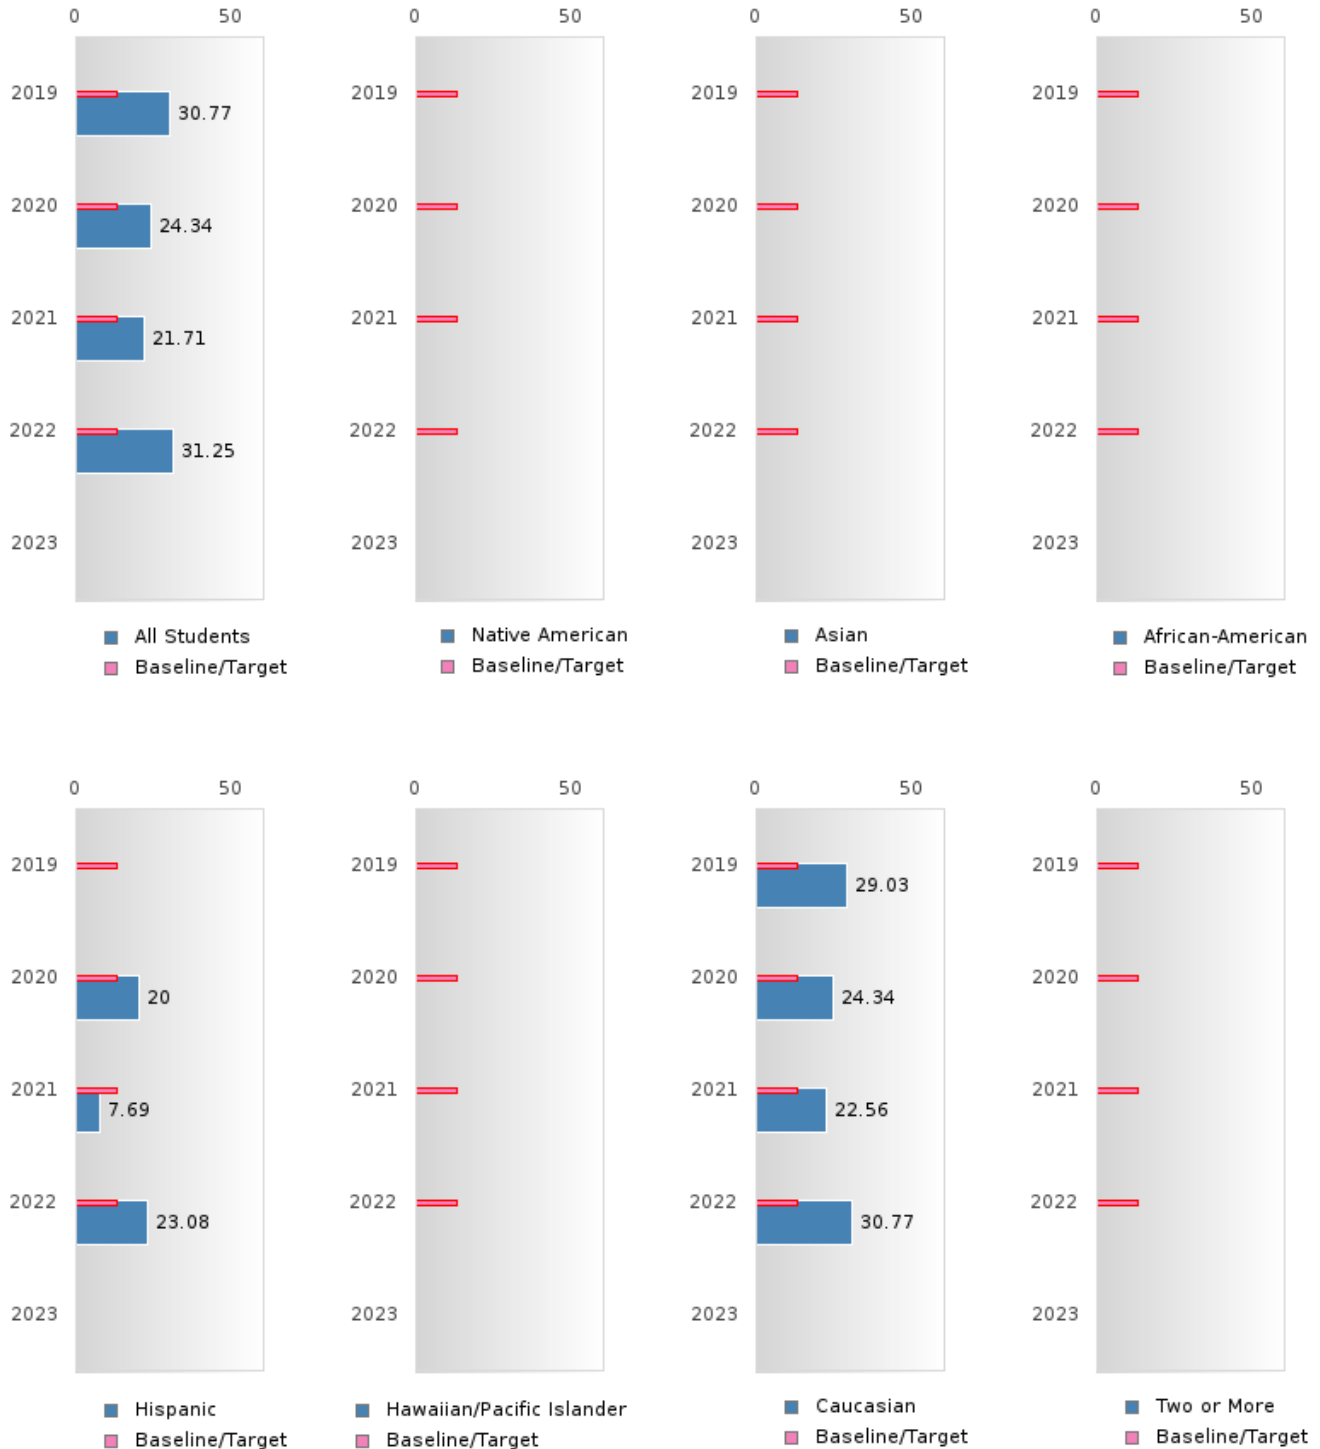 0 50 0 50 0 50 0 50
2019 30.77 2019 2019 2019
2020 24.34 2020 2020 2020
2021 21.71 2021 2021 2021
2022 31.25 2022 2022 2022
2023 2023 2023 2023
All Students Native American Asian African-American
Baseline/Target Baseline/Target Baseline/Target Baseline/Target
0 50 0 50 0 50 0 50
2019 2019 2019 29.03 2019
2020 20 2020 2020 24.34 2020
2021 7.69 2021 2021 22.56 2021
2022 23.08 2022 2022 30.77 2022
2023 2023 2023 2023
Hispanic Hawaiian/Pacific Islander Caucasian Two or More
Baseline/Target Baseline/Target Baseline/Target Baseline/Target